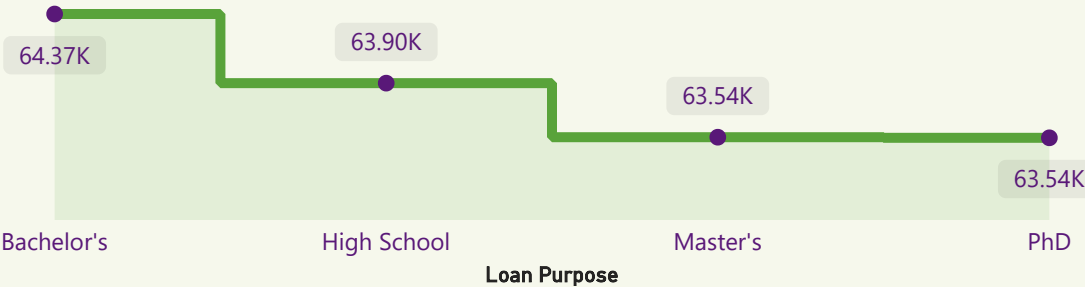 64.37K
63.90K
63.54K
63.54K
Bachelor's High School Master's PhD
Loan Purpose